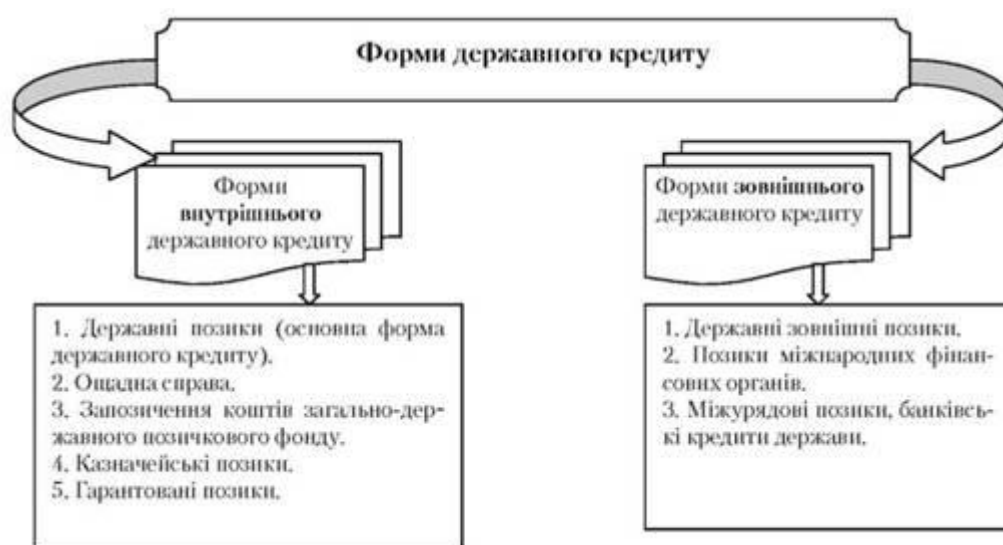 Форми державного кредиту
Форми
внутрішнього
державного кредиту
1. Державні позики (основна форма
державного кредиту).
2. Ощадна справа.
3. Запозичення коштів загально-дер-
жавного позичкового фонду.
4. Казначейські позики.
5. Гарантовані позики.
Форми зовнішнього
державного кредиту
1. Державні зовнішні позики.
2. Позики міжнародних фінан-
сових органів.
3. Міжурядові позики, банківсь-
кі кредити держави.